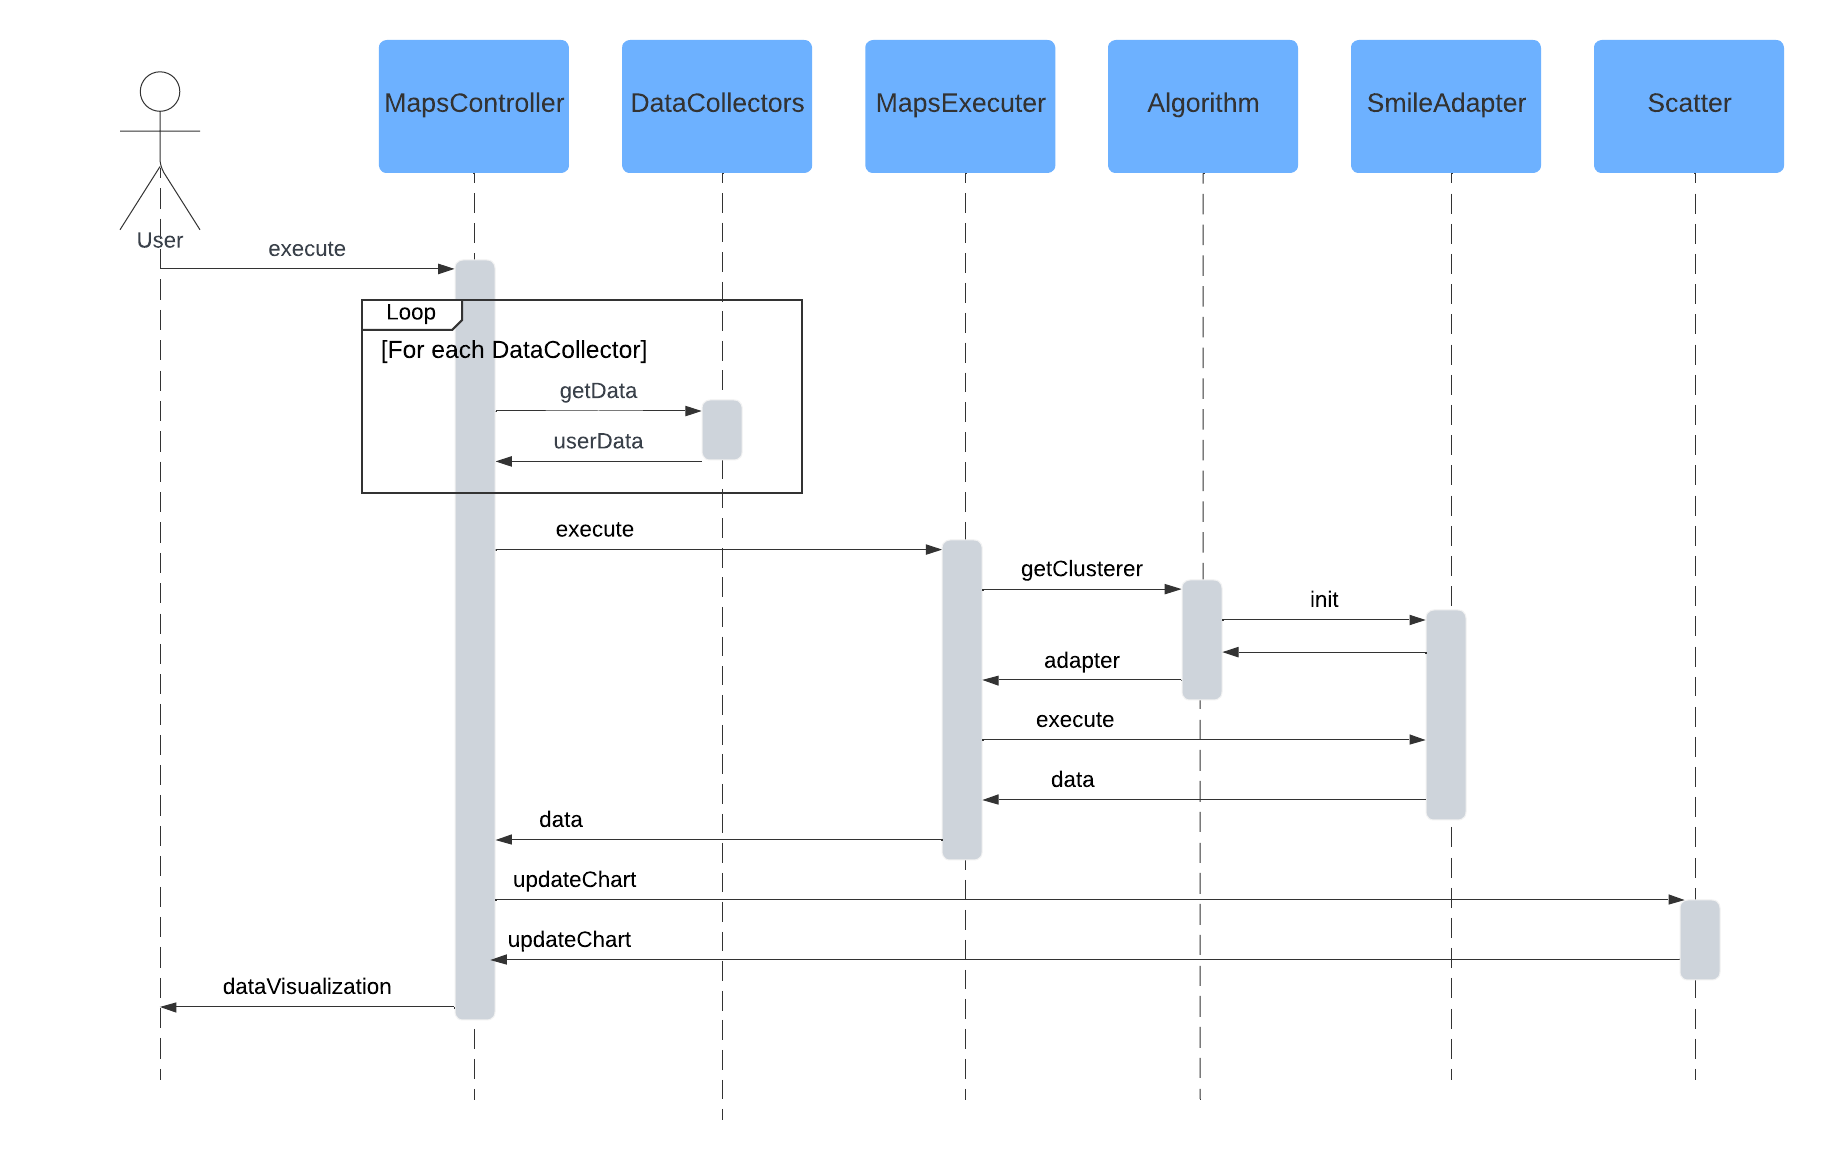 MapsController
DataCollectors
MapsExecuter
Algorithm
SmileAdapter
Scatter
User
execute
Loop
[For each DataCollector]
getData
userData
execute
getClusterer
init
adapter
execute
data
data
updateChart
updateChart
dataVisualization